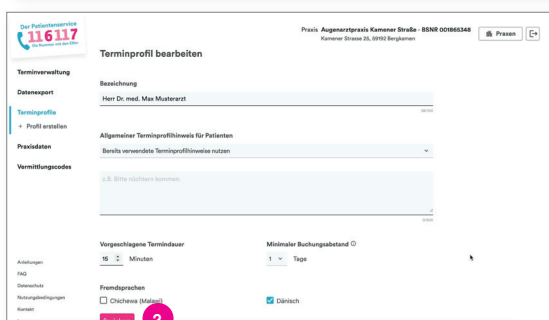 Der Patientenservice
116117
Die Nummer mit den Elfen
Praxis Augenarztpraxis Kamener Straße - BSNR 001865348
Kamener Strasse 25, 59192 Bergkamen
Praxen
Terminprofil bearbeiten
Terminverwaltung
Datenexport
Terminprofile
+ Profil erstellen
Praxisdaten
Vermittlungscodes
Bezeichnung
Herr Dr. med. Max Musterarzt
Allgemeiner Terminprofilhinweis für Patienten
Bereits verwendete Terminprofilhinweise nutzen
z.B. Bitte nüchtern kommen.
Vorgeschlagene Termindauer
15 Minuten
Minimaler Buchungsabstand
1 Tage
Fremdsprachen
Chichewa (Malawi)
Dänisch
Anleitungen
FAQ
Datenschutz
Nutzungsbedingungen
Kontakt